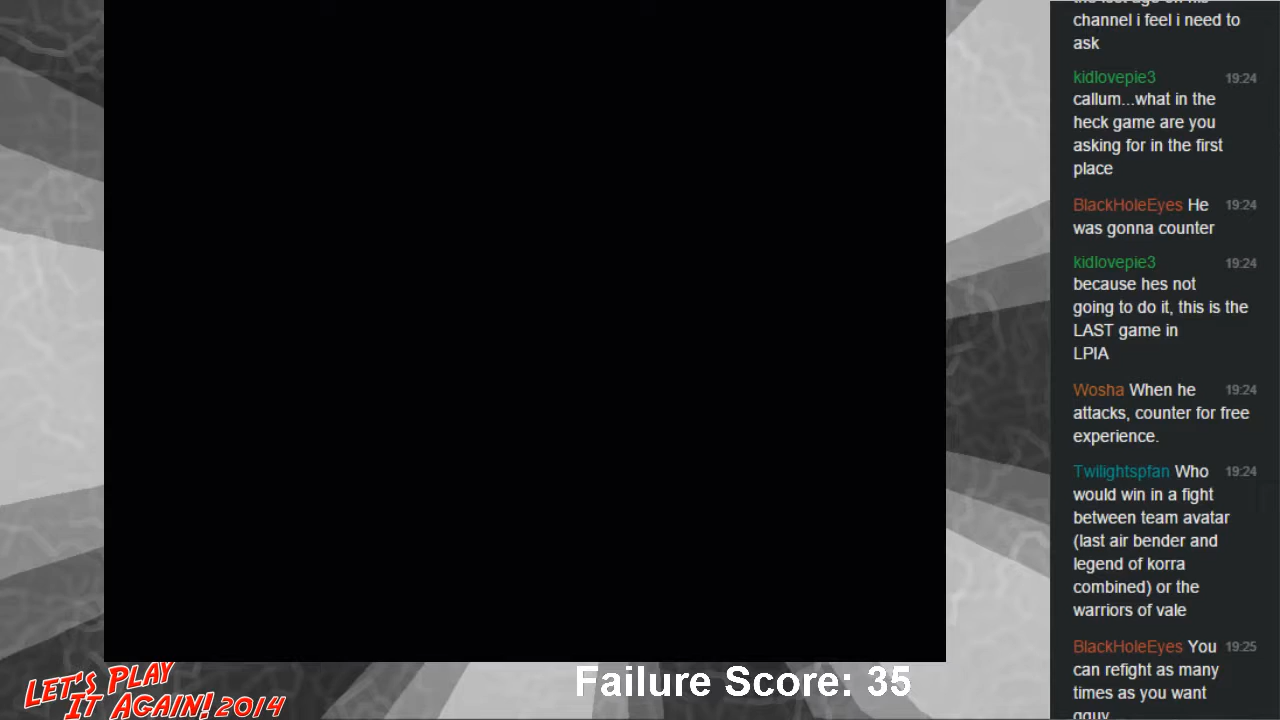 channel i feel i need to
ask
kidlovepie3 19:24
callum...what in the
heck game are you
asking for in the first
place
BlackHoleEyes He 19:24
was gonna counter
kidlovepie3 19:24
because hes not
going to do it, this is the
LAST game in
LPIA
Wosha When he 19:24
attacks, counter for free
experience.
Twilightspfan Who 19:24
would win in a fight
between team avatar
(last air bender and
legend of korra
combined) or the
warriors of vale
BlackHoleEyes You 19:25
can refight as many
times as you want
LET'S PLAY
IT AGAIN! 2014
Failure Score: 35